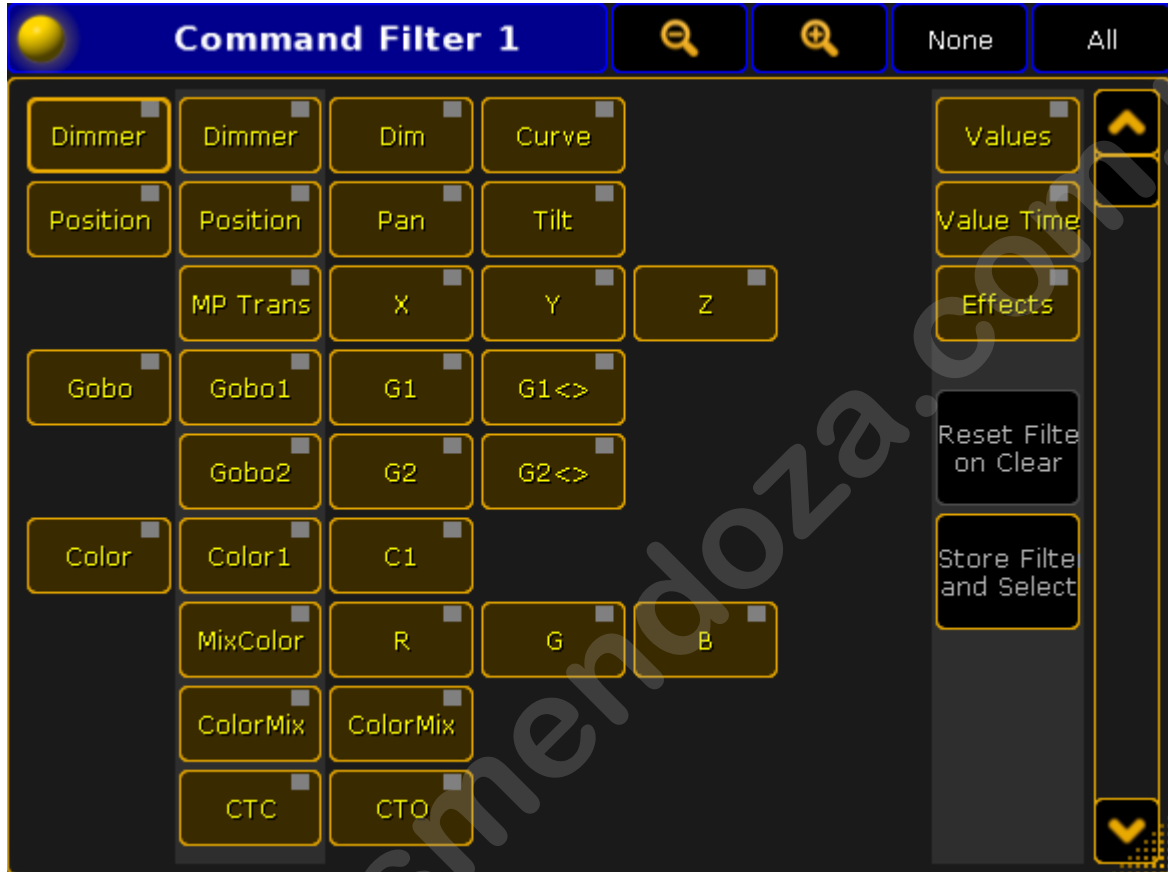 Command Filter 1 None All
Dimmer Dimmer Dim Curve Values
Position Position Pan Tilt Value Time
MP Trans X Y Z Effects
Gobo Gobo1 G1 G1<>
Reset Filte
on Clear
Gobo2 G2 G2<>
Color Color1 C1
Store Filte
and Select
MixColor R G B
ColorMix ColorMix
CTC CTO
smendoza.com